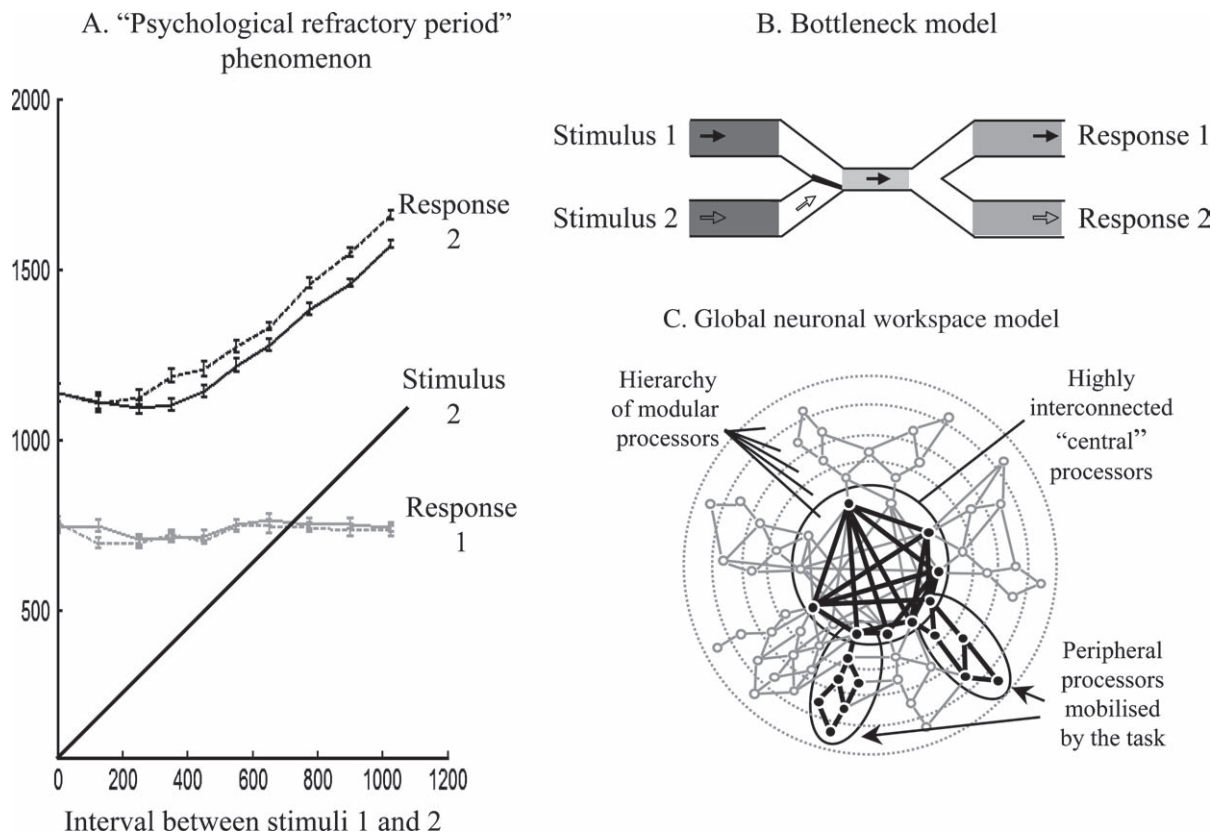 A. “Psychological refractory period”
phenomenon
2000
1500
1000
500
0
200
400
600
800
1000
1200
Response
2
Stimulus
2
Response
1
Interval between stimuli 1 and 2
B. Bottleneck model
Stimulus 1
Response 1
Stimulus 2
Response 2
C. Global neuronal workspace model
Hierarchy
of modular
processors
Highly
interconnected
“central”
processors
Peripheral
processors
mobilised
by the task